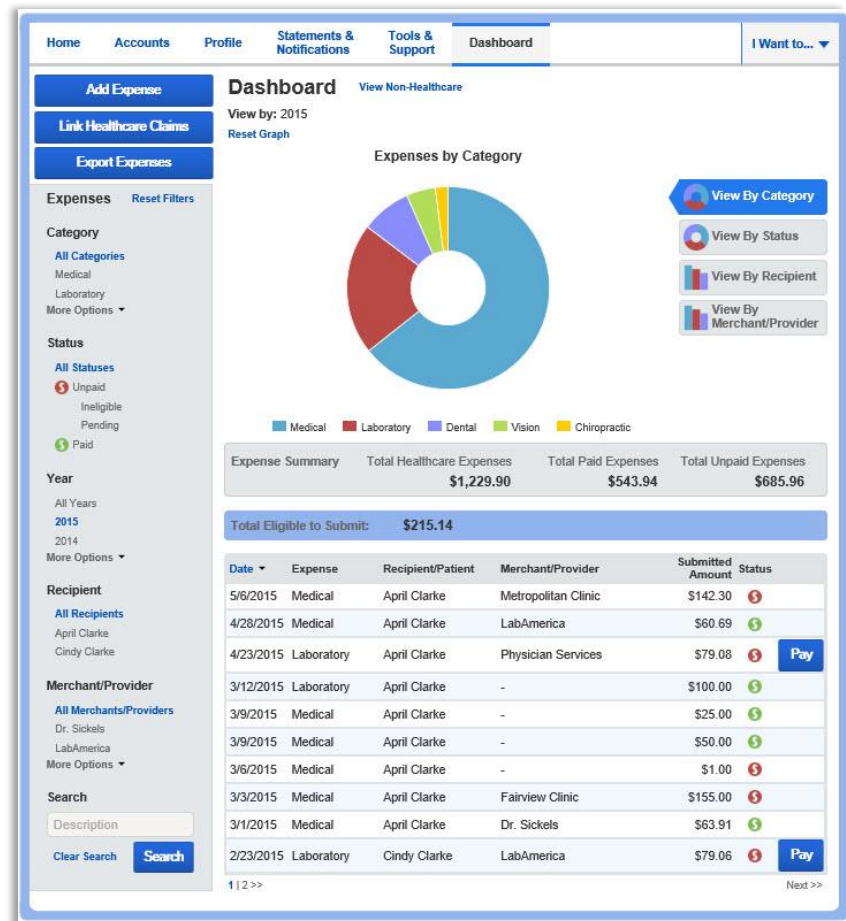 Home Accounts Profile Statements & Notifications Tools & Support Dashboard I Want to...
Add Expense
Link Healthcare Claims
Export Expenses
Expenses Reset Filters
Category
All Categories
Medical
Laboratory
More Options
Status
All Statuses
Unpaid
Ineligible
Pending
Paid
Year
All Years
2015
2014
More Options
Recipient
All Recipients
April Clarke
Cindy Clarke
Merchant/Provider
All Merchants/Providers
Dr. Sickels
LabAmerica
More Options
Search
Description
Clear Search Search
Dashboard View Non-Healthcare
View by: 2015
Reset Graph
Expenses by Category
View By Category
View By Status
View By Recipient
View By
Merchant/Provider
Medical Laboratory Dental Vision Chiropractic
Expense Summary Total Healthcare Expenses Total Paid Expenses Total Unpaid Expenses
$1,229.90 $543.94 $685.96
Total Eligible to Submit: $215.14
Date Expense Recipient/Patient Merchant/Provider Submitted Amount Status
5/6/2015 Medical April Clarke Metropolitan Clinic $142.30
4/28/2015 Medical April Clarke LabAmerica $60.69
4/23/2015 Laboratory April Clarke Physician Services $79.08 Pay
3/12/2015 Laboratory April Clarke - $100.00
3/9/2015 Medical April Clarke - $25.00
3/9/2015 Medical April Clarke - $50.00
3/6/2015 Medical April Clarke - $1.00
3/3/2015 Medical April Clarke Fairview Clinic $155.00
3/1/2015 Medical April Clarke Dr. Sickels $63.91
2/23/2015 Laboratory Cindy Clarke LabAmerica $79.06 Pay
1 | 2 >> Next >>